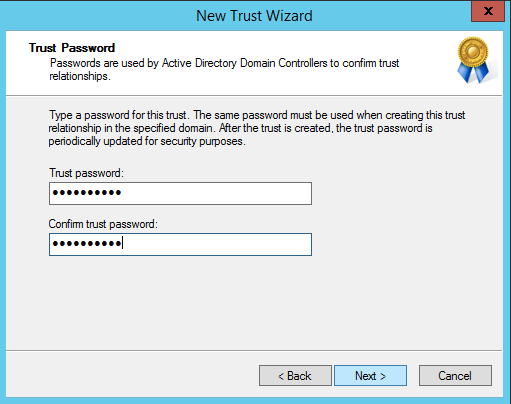 New Trust Wizard
x
Trust Password
Passwords are used by Active Directory Domain Controllers to confirm trust
relationships.
Type a password for this trust. The same password must be used when creating this trust
relationship in the specified domain. After the trust is created, the trust password is
periodically updated for security purposes.
Trust password:
●●●●●●●●●●
Confirm trust password:
●●●●●●●●●●
< Back
Next >
Cancel